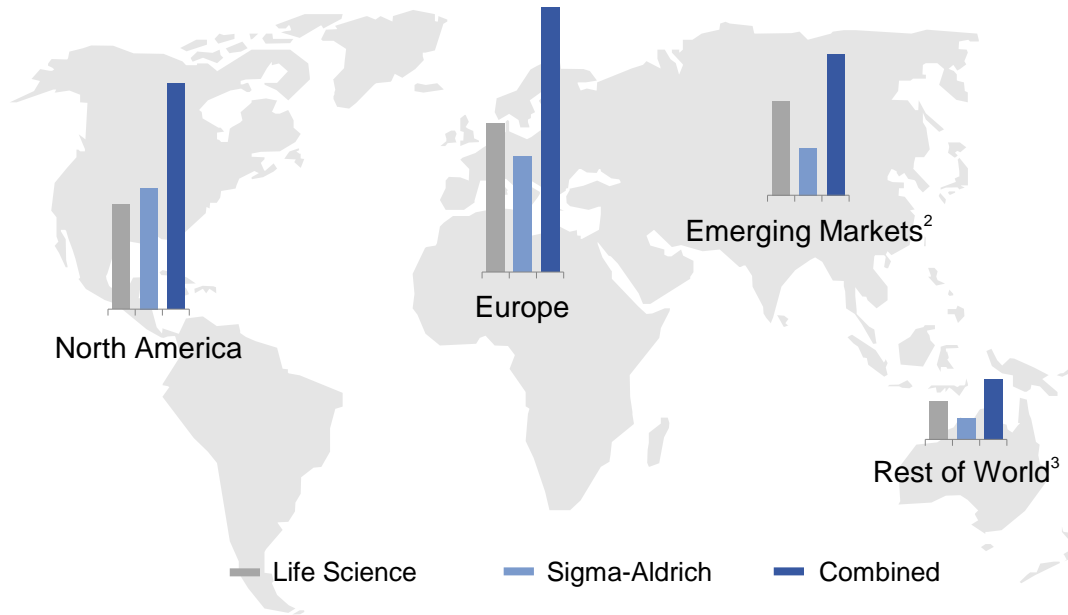 Emerging Markets²
Europe
North America
Rest of World³
Life Science
Sigma-Aldrich
Combined